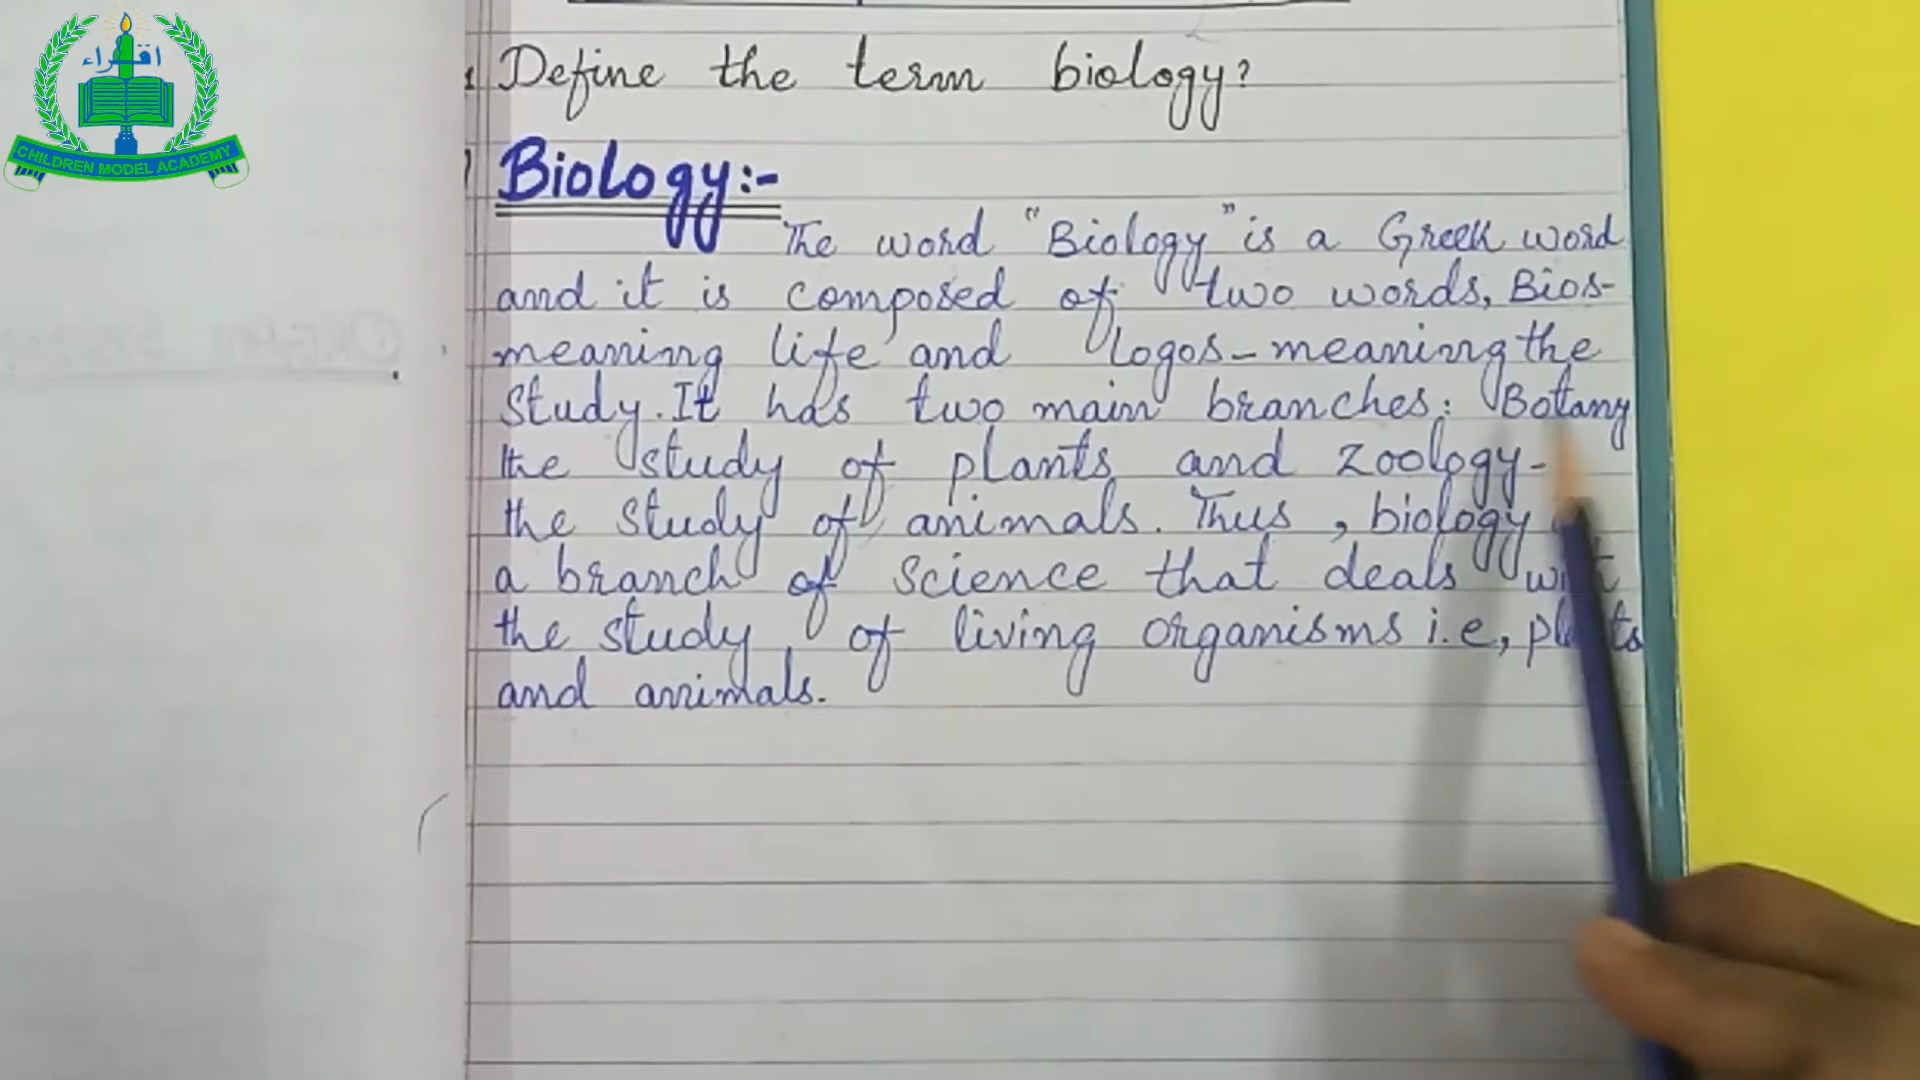 اقراء
CHILDREN MODEL ACADEMY
Define the term biology?
Biology:-
The word "Biology" is a Greek word
and it is composed of two words, Bios-
meaning life and logos-meaning the
study. It has two main branches: Botany
the study of plants and zoology-
the study of animals. Thus, biology
a branch of science that deals
the study of living organisms i.e,
and animals.